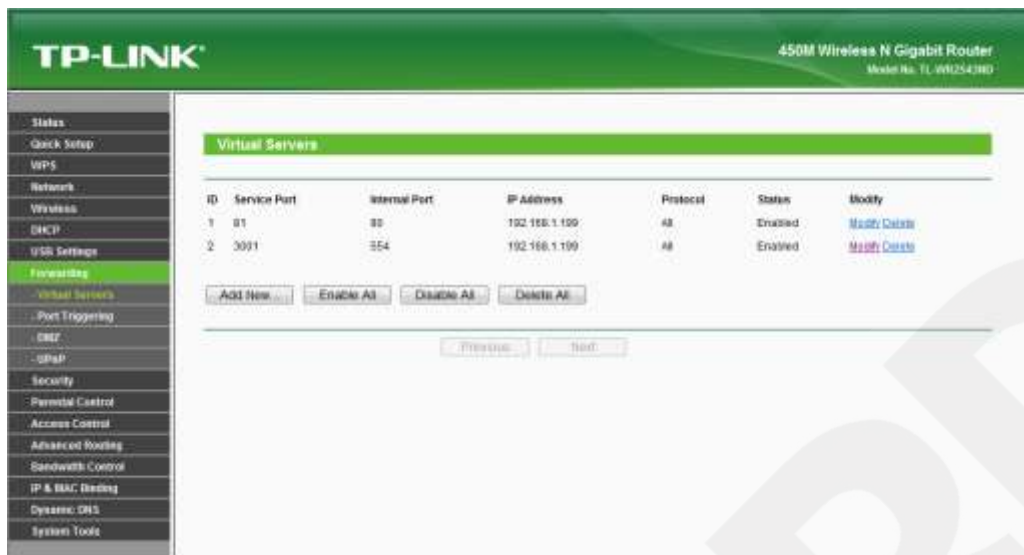 TP-LINK
450M Wireless N Gigabit Router
Model No. TL-WR2543ND
Status
Quick Setup
WPS
Network
Wireless
DHCP
USB Settings
Forwarding
- Virtual Servers
- Port Triggering
- DMZ
- UPnP
Security
Parental Control
Access Control
Advanced Routing
Bandwidth Control
IP & MAC Binding
Dynamic DNS
System Tools
Virtual Servers
ID Service Port Internal Port IP Address Protocol Status Modify
1 81 80 192.168.1.199 All Enabled Modify Delete
2 3001 554 192.168.1.199 All Enabled Modify Delete
Add New... Enable All Disable All Delete All
Previous Next